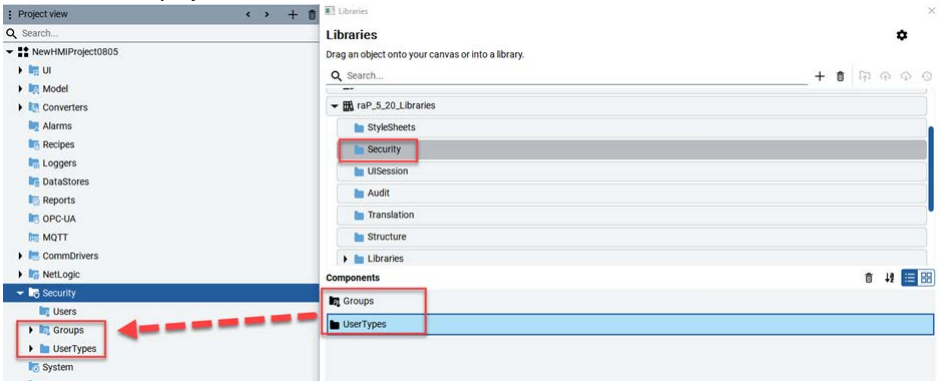 Project view
Search...
NewHMIProject0805
UI
Model
Converters
Alarms
Recipes
Loggers
DataStores
Reports
OPC-UA
MQTT
CommDrivers
NetLogic
Security
Users
Groups
UserTypes
System
Libraries
Libraries
Drag an object onto your canvas or into a library.
Search...
raP_5_20_Libraries
StyleSheets
Security
UISession
Audit
Translation
Structure
Libraries
Components
Groups
UserTypes